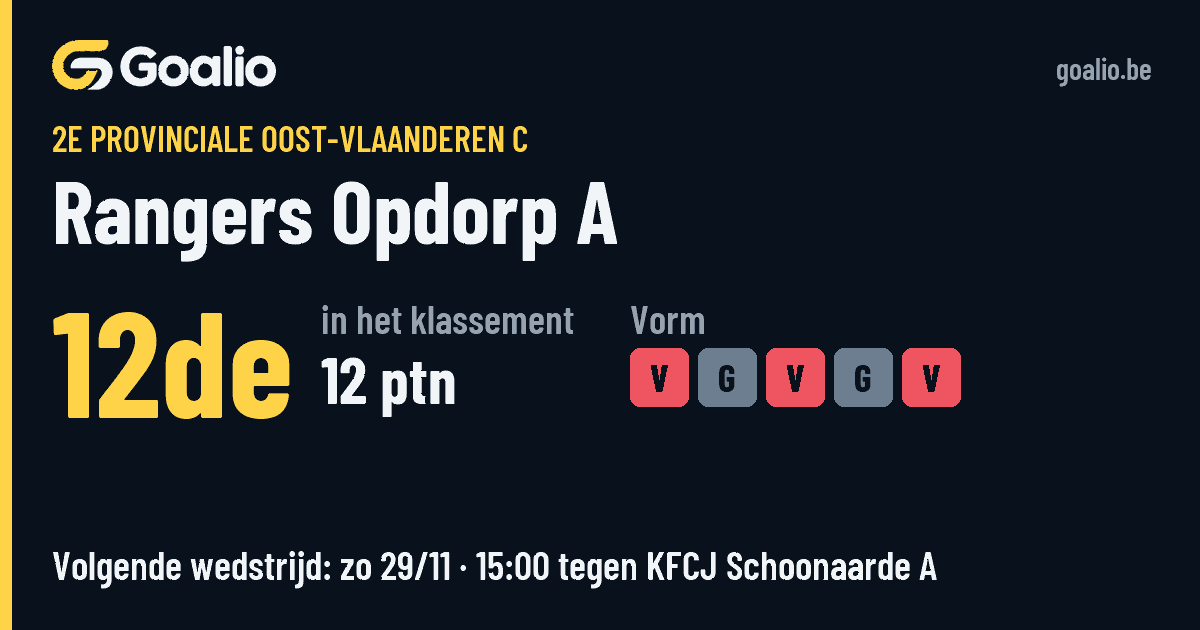 Goalio
goalio.be
2E PROVINCIALE OOST-VLAANDEREN C
Rangers Opdorp A
12de
in het klassement
12 ptn
Vorm
V G V G V
Volgende wedstrijd: zo 29/11 · 15:00 tegen KFCJ Schoonaarde A